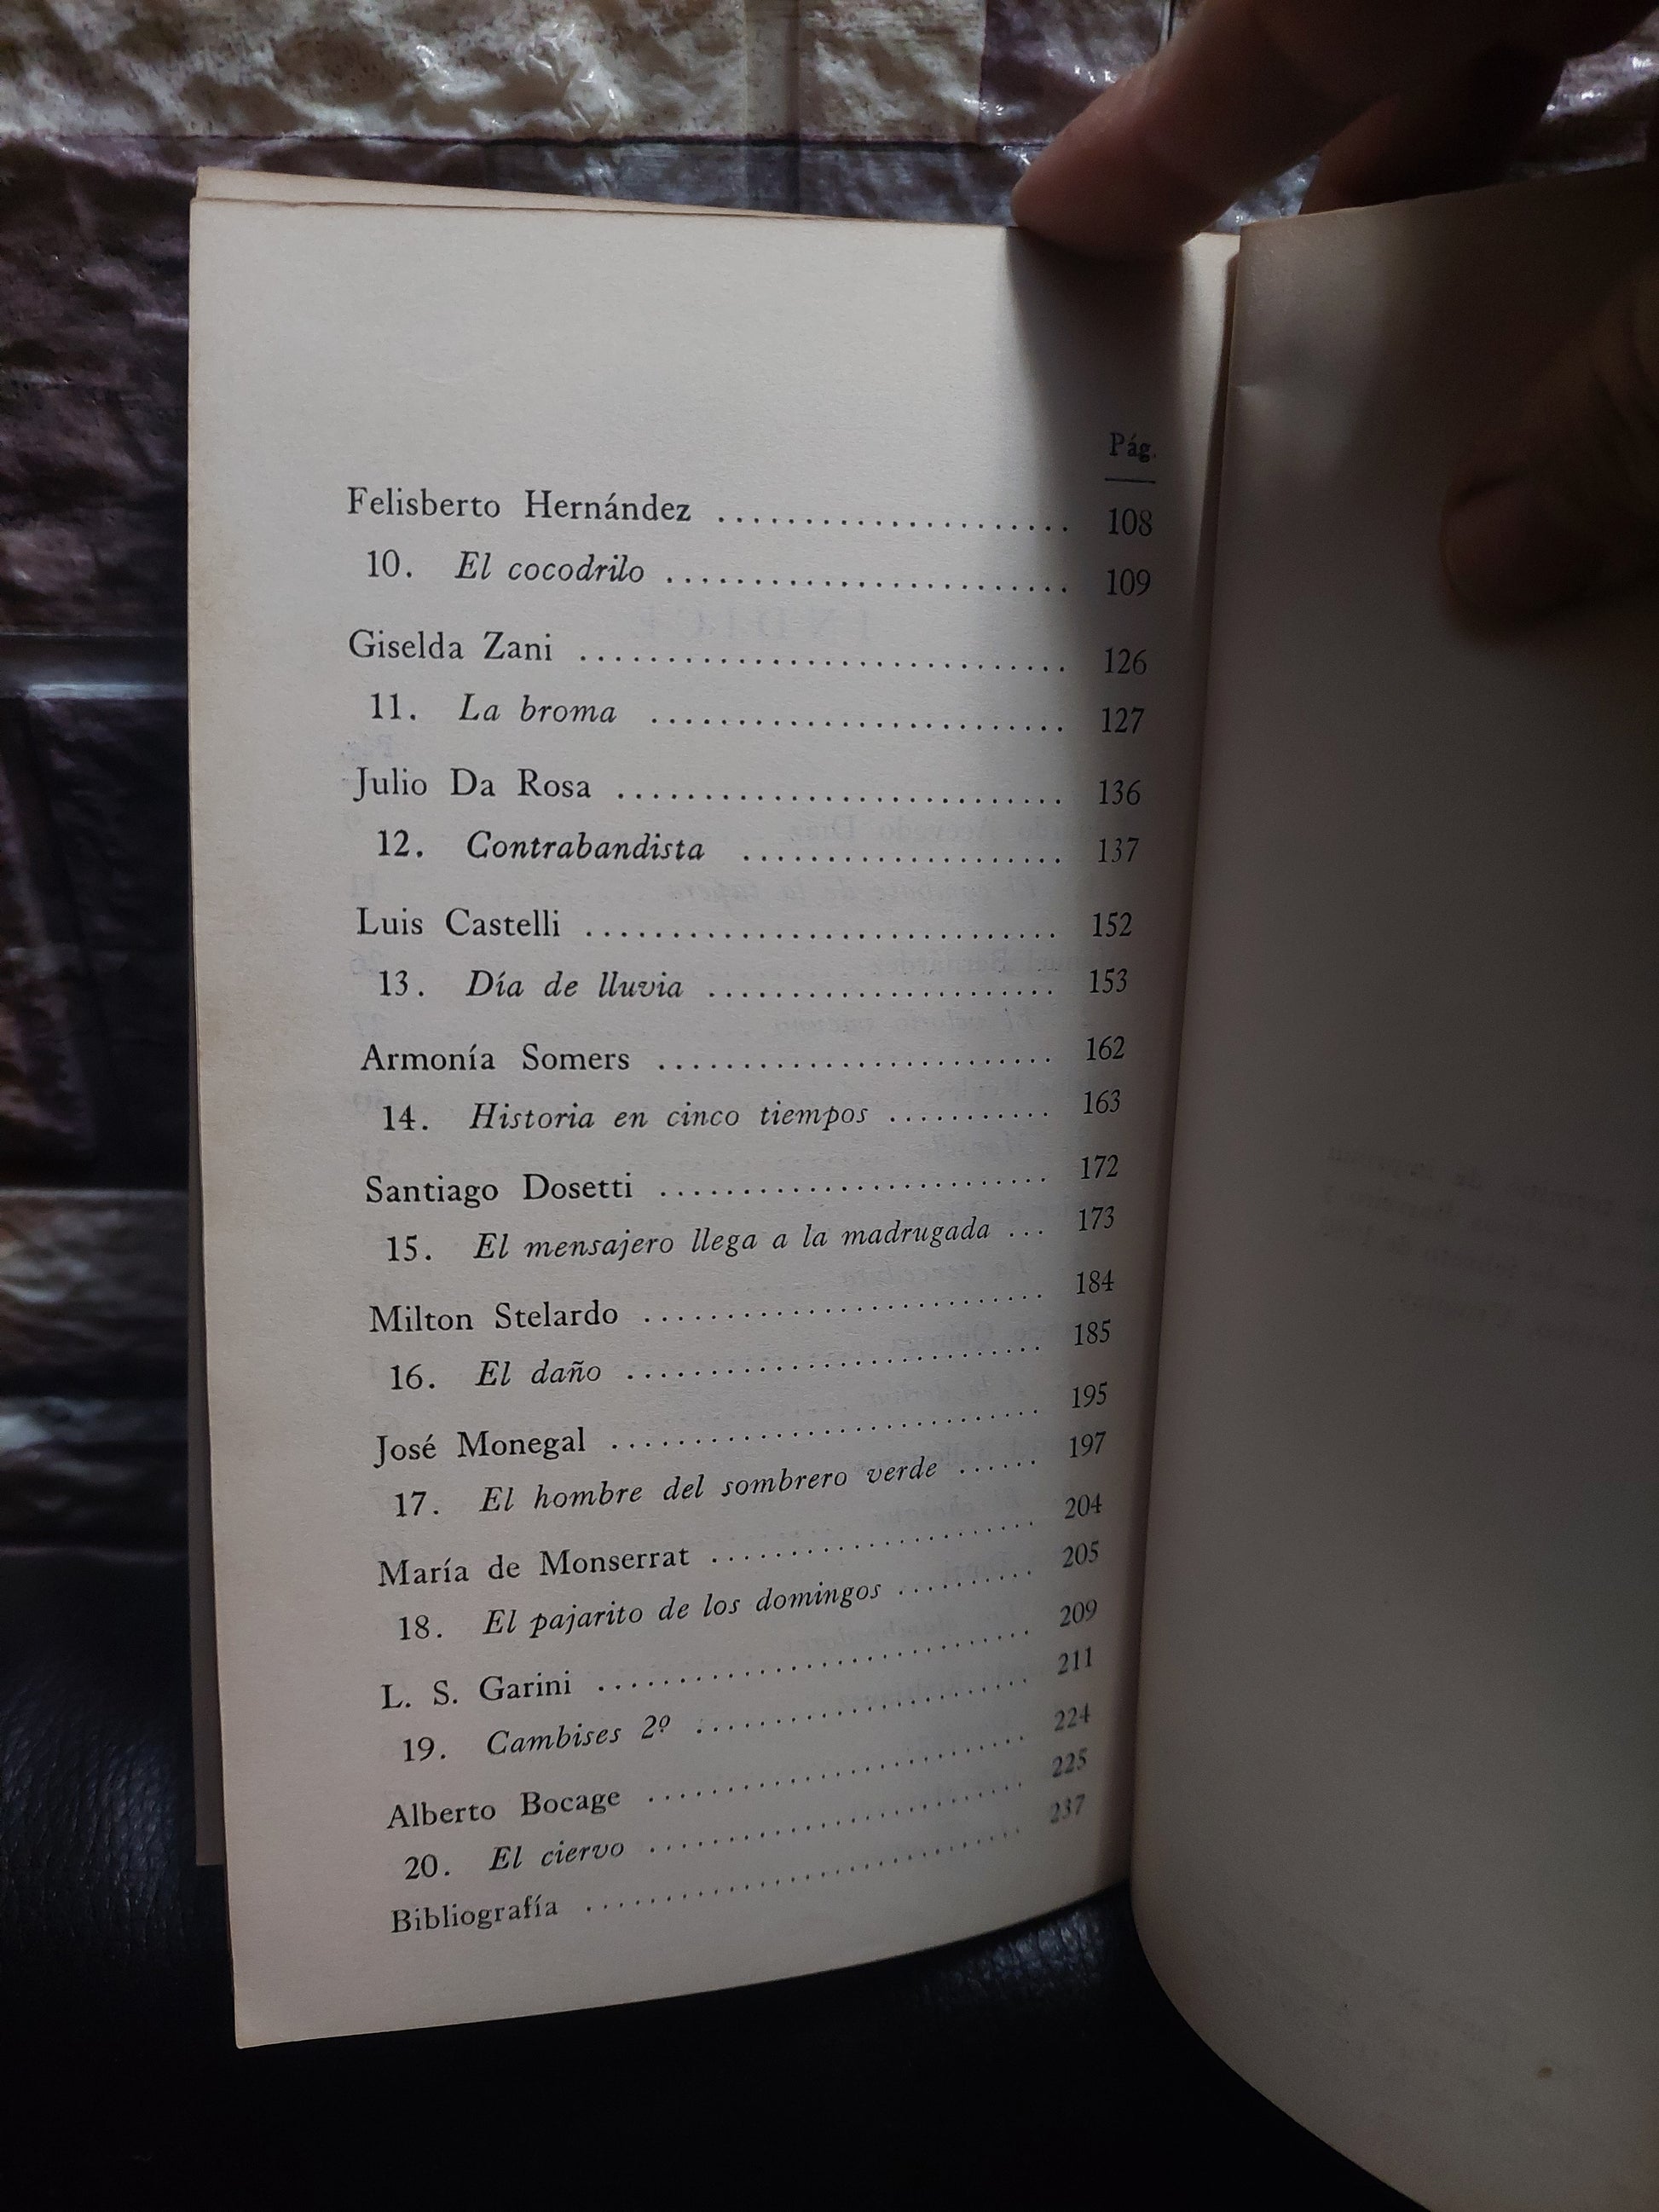 Pág.
Felisberto Hernández ........................ 108
10. El cocodrilo ........................ 109
Giselda Zani ............................ 126
11. La broma ........................ 127
Julio Da Rosa .......................... 136
12. Contrabandista ................... 137
Luis Castelli ............................ 152
13. Día de lluvia ..................... 153
Armonía Somers ........................ 162
14. Historia en cinco tiempos ........... 163
Santiago Dosetti ........................ 172
15. El mensajero llega a la madrugada ... 173
Milton Stelardo ......................... 184
16. El daño .......................... 185
José Monegal ........................... 195
17. El hombre del sombrero verde ...... 197
María de Monserrat ..................... 204
18. El pajarito de los domingos .......... 205
L. S. Garini ............................ 209
19. Cambises 2º ...................... 211
Alberto Bocage ......................... 224
20. El ciervo ......................... 225
Bibliografía ............................ 237